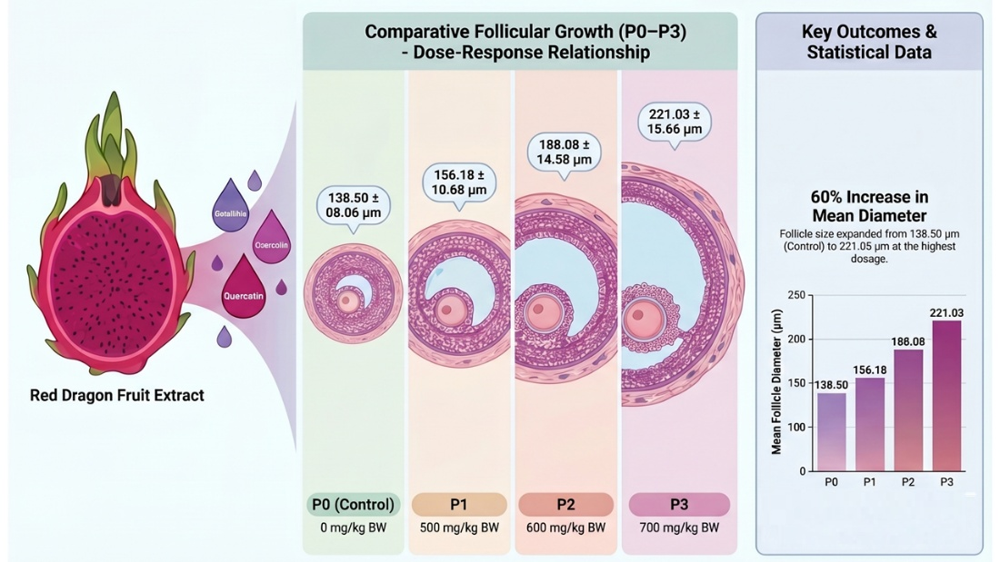 Comparative Follicular Growth (P0–P3)
- Dose-Response Relationship
Key Outcomes &
Statistical Data
Quercatin
Red Dragon Fruit Extract
138.50 ±
08.06 µm
156.18 ±
10.68 µm
188.08 ±
14.58 µm
221.03 ±
15.66 µm
P0 (Control)
0 mg/kg BW
P1
500 mg/kg BW
P2
600 mg/kg BW
P3
700 mg/kg BW
60% Increase in
Mean Diameter
Follicle size expanded from 138.50 µm
(Control) to 221.05 µm at the highest
dosage.
Mean Follicle Diameter (µm)
250
200
150
100
0
138.50
156.18
188.08
221.03
P0
P1
P2
P3